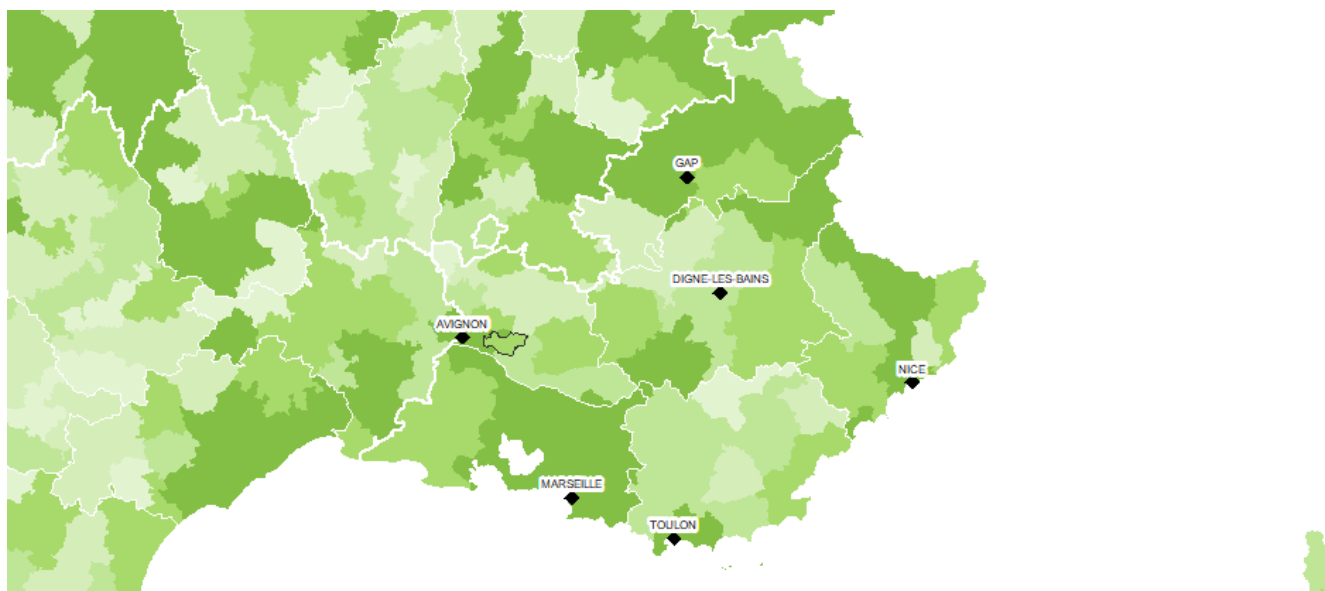 GAP
DIGNE-LES-BAINS
AVIGNON
NICE
MARSEILLE
TOULON